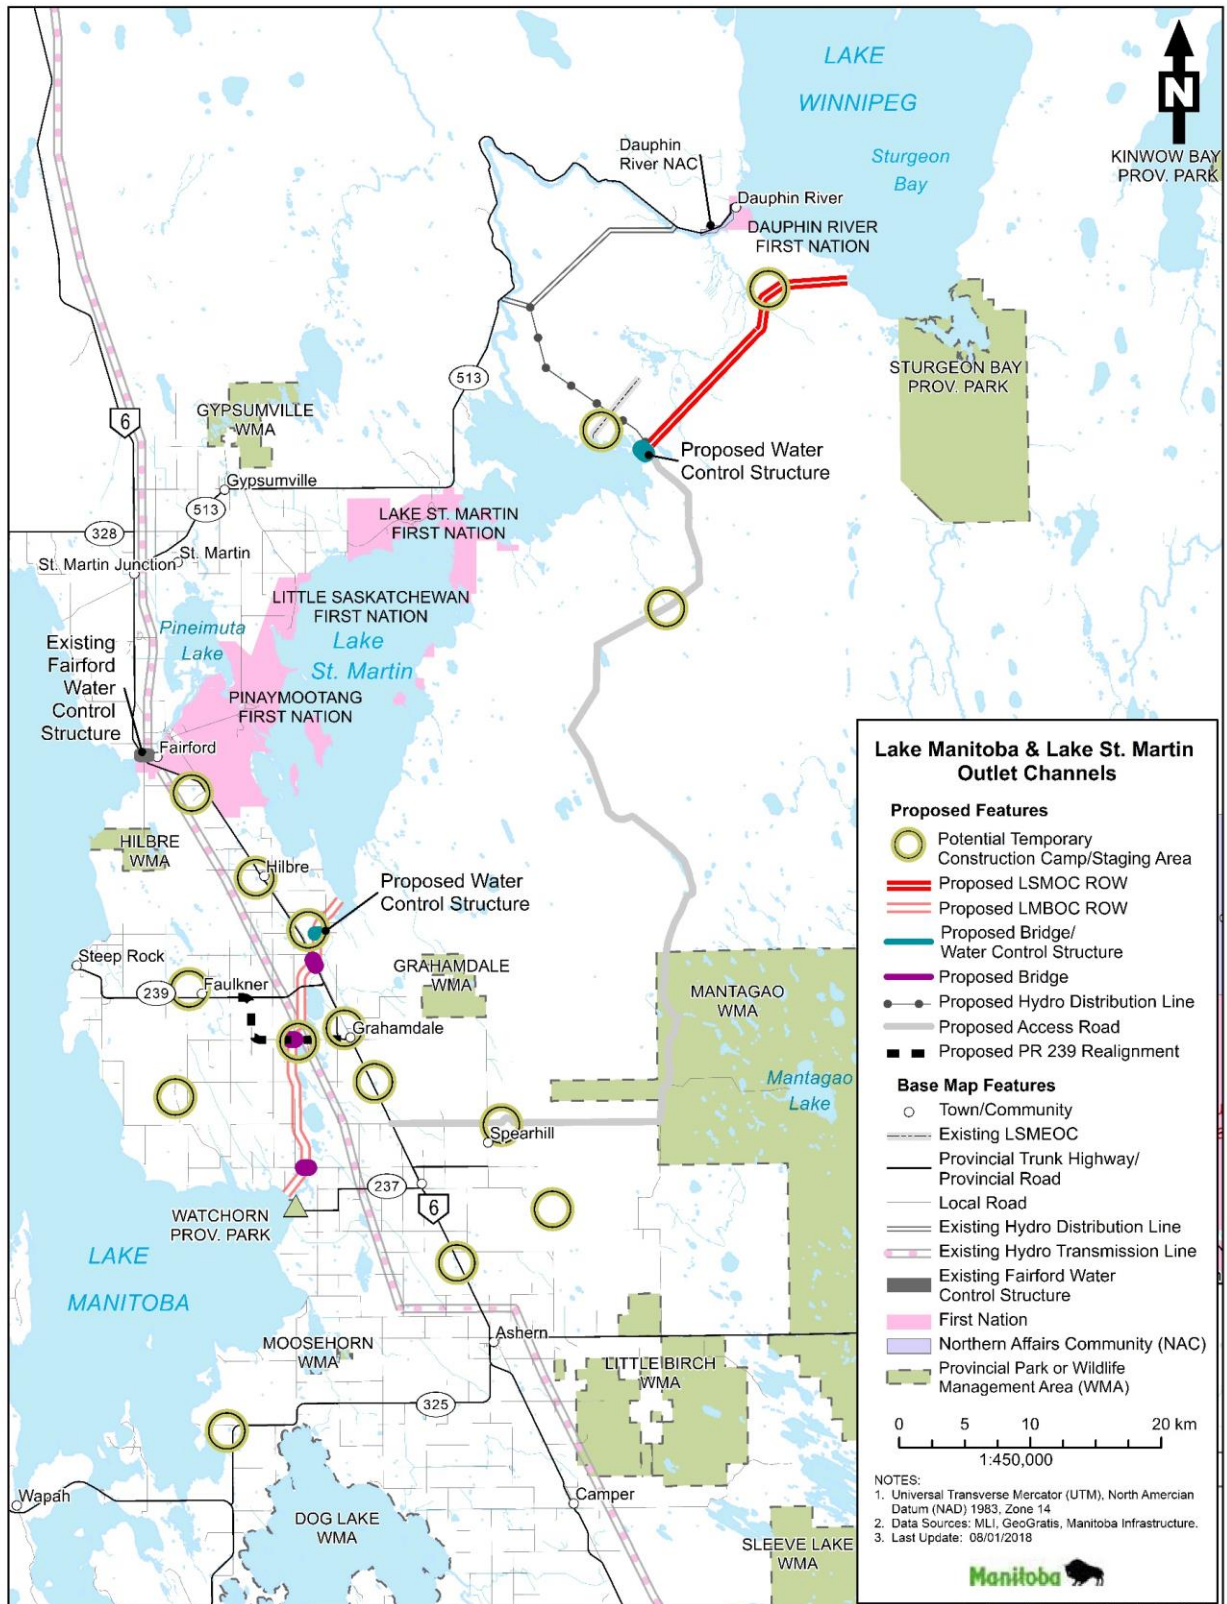 LAKE
WINNIPEG
Sturgeon
Bay
N
KINWOW BAY
PROV. PARK
Dauphin
River NAC
Dauphin River
DAUPHIN RIVER
FIRST NATION
STURGEON BAY
PROV. PARK
513
6
GYPSUMVILLE
WMA
Gypsumville
513
Proposed Water
Control Structure
328
LAKE ST. MARTIN
FIRST NATION
St. Martin
St. Martin Junction
LITTLE SASKATCHEWAN
FIRST NATION
Pineimuta
Lake
Lake
St. Martin
Existing
Fairford
Water
Control
Structure
PINAYMOOTANG
FIRST NATION
Fairford
HILBRE
WMA
Hilbre
Proposed Water
Control Structure
Steep Rock
239
Faulkner
GRAHAMDALE
WMA
Grahamdale
MANTAGAO
WMA
Mantagao
Lake
Spearhill
237
6
WATCHORN
PROV. PARK
LAKE
MANITOBA
MOOSEHORN
WMA
Ashern
LITTLE BIRCH
WMA
325
Wapah
Camper
DOG LAKE
WMA
SLEEVE LAKE
WMA
Lake Manitoba & Lake St. Martin
Outlet Channels
Proposed Features
Potential Temporary
Construction Camp/Staging Area
Proposed LSMOC ROW
Proposed LMBOC ROW
Proposed Bridge/
Water Control Structure
Proposed Bridge
Proposed Hydro Distribution Line
Proposed Access Road
Proposed PR 239 Realignment
Base Map Features
Town/Community
Existing LSMEOC
Provincial Trunk Highway/
Provincial Road
Local Road
Existing Hydro Distribution Line
Existing Hydro Transmission Line
Existing Fairford Water
Control Structure
First Nation
Northern Affairs Community (NAC)
Provincial Park or Wildlife
Management Area (WMA)
0 5 10 20 km
1:450,000
NOTES:
1. Universal Transverse Mercator (UTM), North Amercian
Datum (NAD) 1983, Zone 14
2. Data Sources: MLI, GeoGratis, Manitoba Infrastructure.
3. Last Update: 08/01/2018
Manitoba